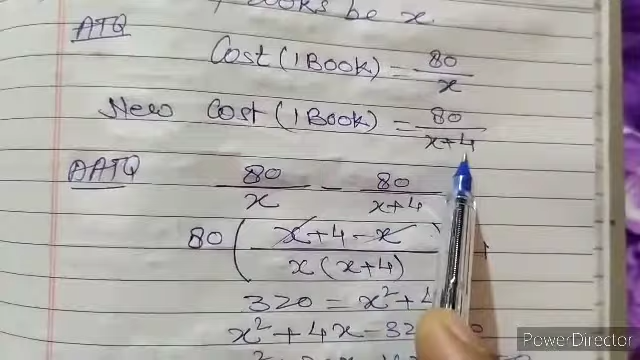 books be x.
ATQ
Cost (1 Book) = 80/x
New Cost (1 Book) = 80/x+4
AATQ 80/x - 80/x+4
80 (x+4-x / x(x+4)
320 = x² + 4
x² + 4x - 32
PowerDirector